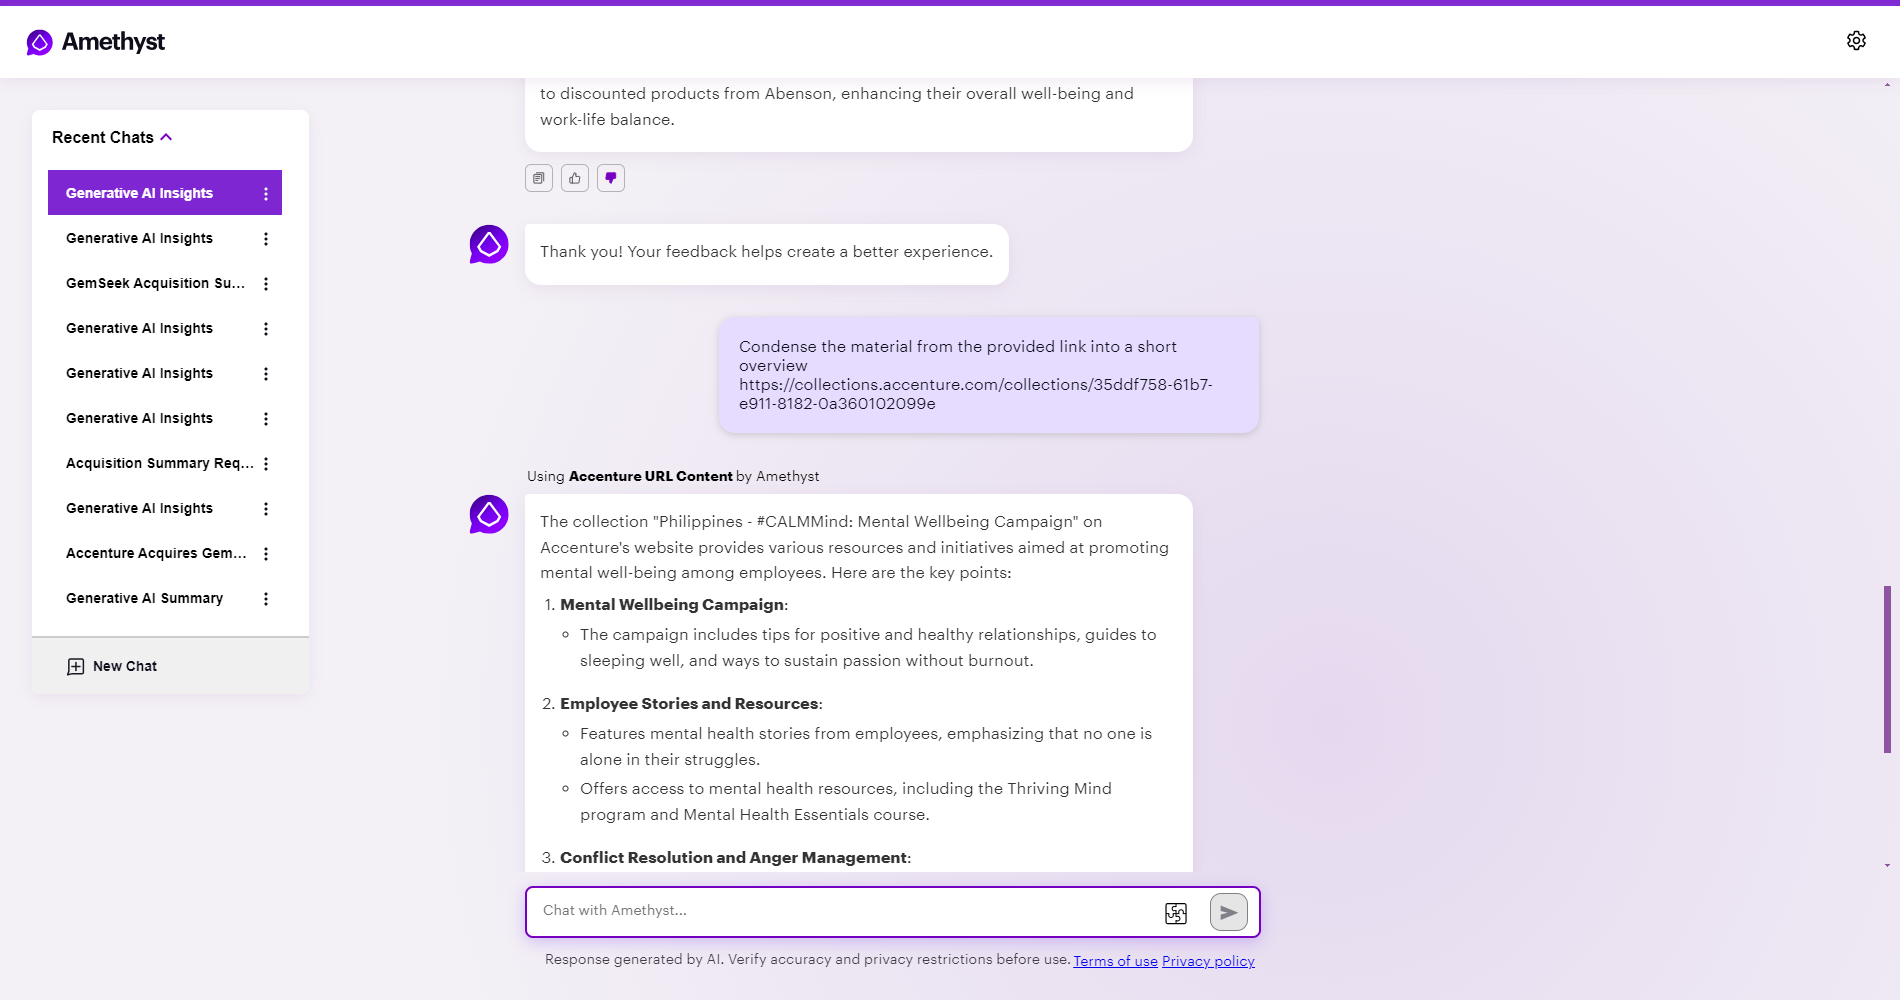 Amethyst
Recent Chats
Generative AI Insights
Generative AI Insights
GemSeek Acquisition Su...
Generative AI Insights
Generative AI Insights
Generative AI Insights
Acquisition Summary Req...
Generative AI Insights
Accenture Acquires Gem...
Generative AI Summary
New Chat
to discounted products from Abenson, enhancing their overall well-being and
work-life balance.
Thank you! Your feedback helps create a better experience.
Condense the material from the provided link into a short
overview
https://collections.accenture.com/collections/35ddf758-61b7-
e911-8182-0a360102099e
Using Accenture URL Content by Amethyst
The collection "Philippines - #CALMMind: Mental Wellbeing Campaign" on
Accenture's website provides various resources and initiatives aimed at promoting
mental well-being among employees. Here are the key points:
1. Mental Wellbeing Campaign:
◦ The campaign includes tips for positive and healthy relationships, guides to
sleeping well, and ways to sustain passion without burnout.
2. Employee Stories and Resources:
◦ Features mental health stories from employees, emphasizing that no one is
alone in their struggles.
◦ Offers access to mental health resources, including the Thriving Mind
program and Mental Health Essentials course.
3. Conflict Resolution and Anger Management:
Chat with Amethyst...
Response generated by AI. Verify accuracy and privacy restrictions before use. Terms of use Privacy policy